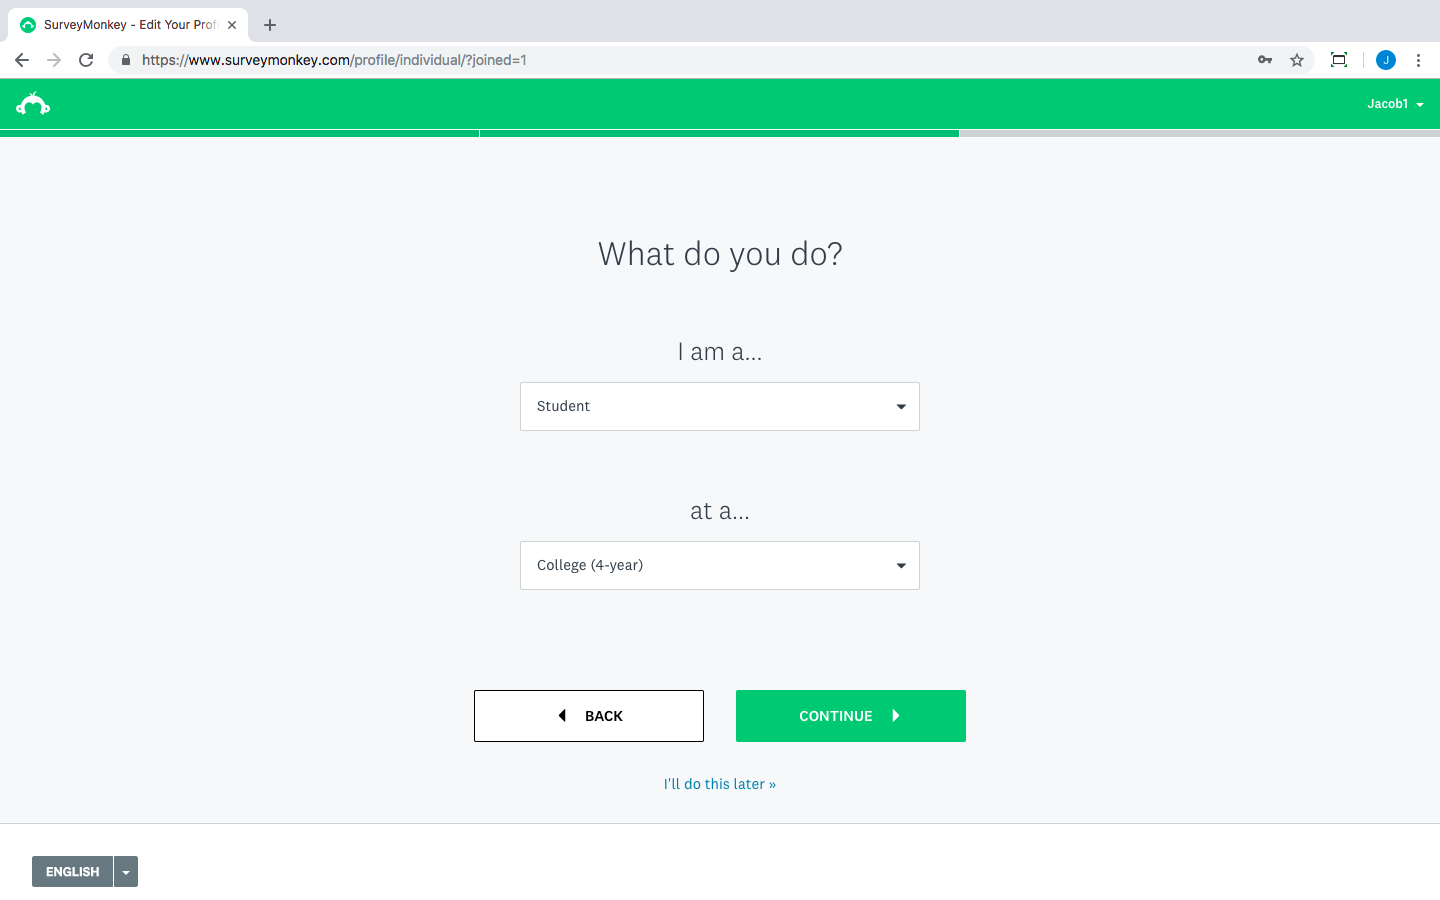 SurveyMonkey - Edit Your Prof
https://www.surveymonkey.com/profile/individual/?joined=1
J
Jacob1
What do you do?
I am a...
Student
at a...
College (4-year)
BACK
CONTINUE
I'll do this later »
ENGLISH